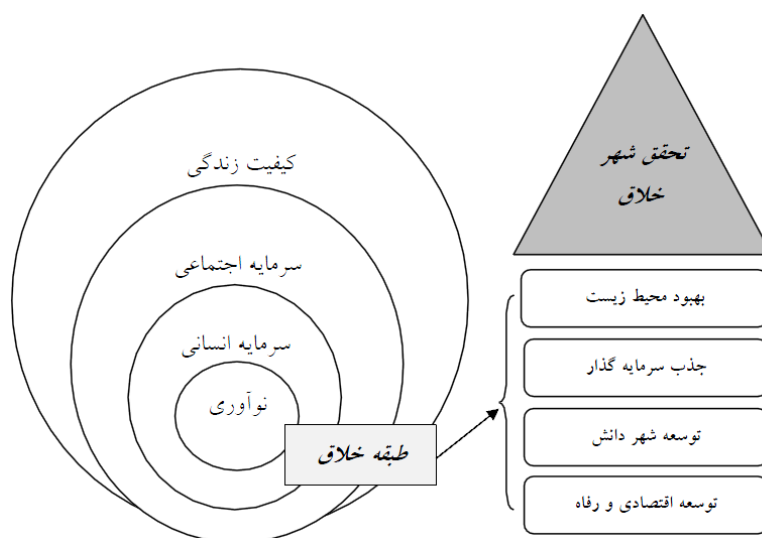 تحقق شهر
خلاق
کیفیت زندگی
سرمایه اجتماعی
سرمایه انسانی
نوآوری
طبقه خلاق
بهبود محیط زیست
جذب سرمایه گذار
توسعه شهر دانش
توسعه اقتصادی و رفاه